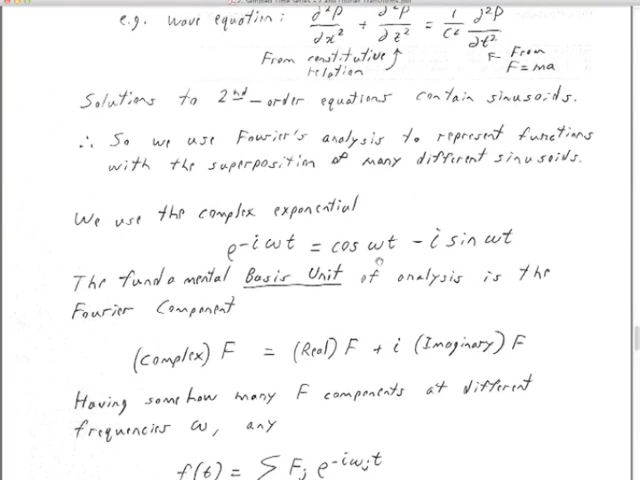 e.g. wave equation: ∂²P/∂x² + ∂²P/∂z² = 1/c² ∂²P/∂t²
From constitutive relation
From F=ma
Solutions to 2nd-order equations contain sinusoids.
∴ So we use Fourier's analysis to represent functions
with the superposition of many different sinusoids.
We use the complex exponential
e^-iωt = cos ωt - i sin ωt
The fundamental Basis Unit of analysis is the
Fourier Component
(Complex) F = (Real) F + i (Imaginary) F
Having somehow many F components at different
frequencies ω, any
f(t) = Σ Fj e^-iωjt